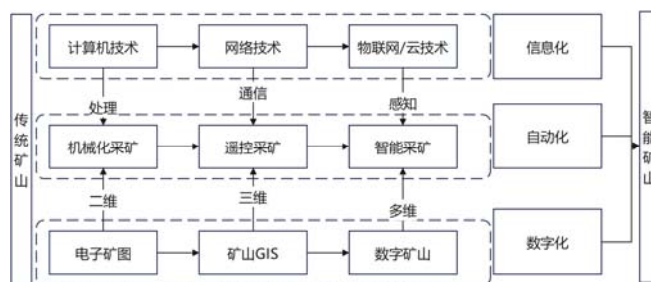 传统矿山
计算机技术
网络技术
物联网/云技术
信息化
处理
通信
感知
机械化采矿
遥控采矿
智能采矿
自动化
二维
三维
多维
电子矿图
矿山GIS
数字矿山
数字化
智能矿山